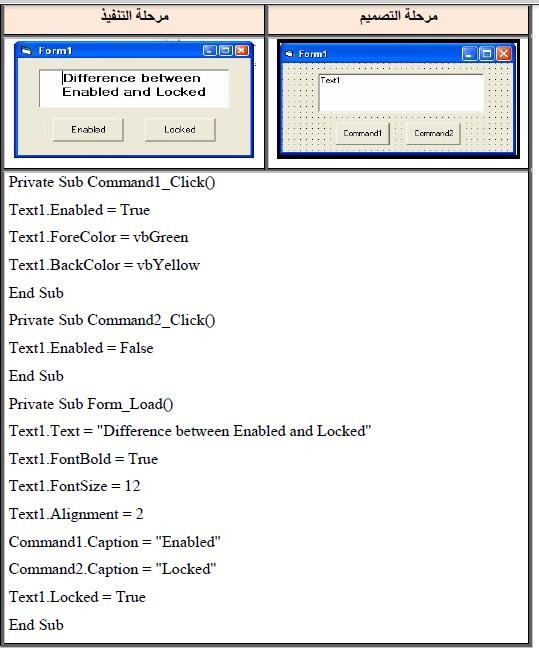 مرحلة التصميم
مرحلة التنفيذ
Form1
Text1
Command1
Command2
Form1
Difference between
Enabled and Locked
Enabled
Locked
Private Sub Command1_Click()
Text1.Enabled = True
Text1.ForeColor = vbGreen
Text1.BackColor = vbYellow
End Sub
Private Sub Command2_Click()
Text1.Enabled = False
End Sub
Private Sub Form_Load()
Text1.Text = "Difference between Enabled and Locked"
Text1.FontBold = True
Text1.FontSize = 12
Text1.Alignment = 2
Command1.Caption = "Enabled"
Command2.Caption = "Locked"
Text1.Locked = True
End Sub